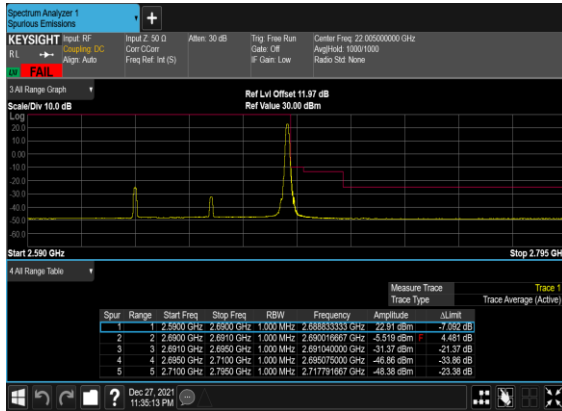 Spectrum Analyzer 1
Spurious Emissions
+
KEYSIGHT
RL
LV FAIL
Input: RF
Coupling: DC
Align: Auto
Input Z: 50 Ω
Corr CCorr
Freq Ref: Int (S)
Atten: 30 dB
Trig: Free Run
Gate: Off
IF Gain: Low
Center Freq: 22.005000000 GHz
Avg|Hold: 1000/1000
Radio Std: None
3 All Range Graph
Scale/Div 10.0 dB
Ref Lvl Offset 11.97 dB
Ref Value 30.00 dBm
Log
20.0
10.0
0.00
-10.0
-20.0
-30.0
-40.0
-50.0
-60.0
Start 2.590 GHz
Stop 2.795 GH
4 All Range Table
Measure Trace Trace 1
Trace Type Trace Average (Active)
Spur Range Start Freq Stop Freq RBW Frequency Amplitude ΔLimit
1 1 2.5900 GHz 2.6900 GHz 1.000 MHz 2.688833333 GHz 22.91 dBm -7.092 dB
2 2 2.6900 GHz 2.6910 GHz 1.000 MHz 2.690016667 GHz -5.519 dBm F 4.481 dB
3 3 2.6910 GHz 2.6950 GHz 1.000 MHz 2.691040000 GHz -31.37 dBm -21.37 dB
4 4 2.6950 GHz 2.7100 GHz 1.000 MHz 2.695075000 GHz -46.86 dBm -33.86 dB
5 5 2.7100 GHz 2.7950 GHz 1.000 MHz 2.717791667 GHz -48.38 dBm -23.38 dB
?
Dec 27, 2021
11:35:13 PM